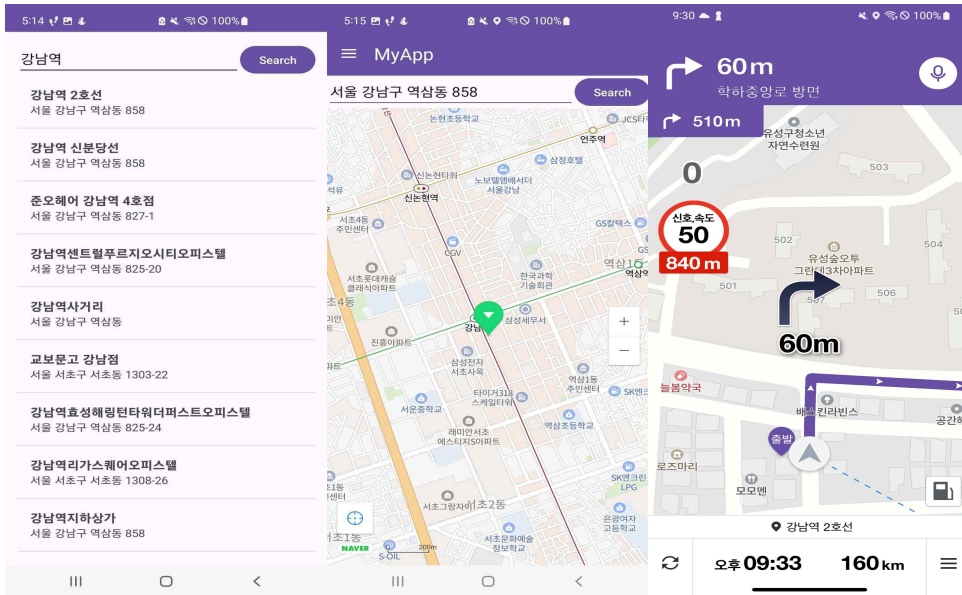 5:14
100%
강남역
Search
강남역 2호선
서울 강남구 역삼동 858
강남역 신분당선
서울 강남구 역삼동 858
준오헤어 강남역 4호점
서울 강남구 역삼동 827-1
강남역센트럴푸르지오시티오피스텔
서울 강남구 역삼동 825-20
강남역사거리
서울 강남구 역삼동
교보문고 강남점
서울 서초구 서초동 1303-22
강남역효성해링턴타워더퍼스트오피스텔
서울 강남구 역삼동 825-24
강남역리가스퀘어오피스텔
서울 서초구 서초동 1308-26
강남역지하상가
서울 강남구 역삼동 858
5:15
100%
MyApp
서울 강남구 역삼동 858
Search
논현초등학교
언주역
삼정호텔
신논현타워
노보텔앰배서더
서울강남
신논현역
서초4동
주민센터
GS칼텍스
CGV
역삼1동
역삼역
서초롯데캐슬
클래식아파트
한국과학
기술회관
초4동
삼성세무서
진흥아파트
삼성전자
서초사옥
역삼1동
주민센터
SK엔크
타이거318
스케일타워
서운중학교
역삼초등학교
래미안서초
에스티지S아파트
SK엔크린
LPG
서초그랑자이
서초2동
은광여자
고등학교
서초문화예술
정보학교
NAVER
S-OIL
200m
9:30
100%
60m
학하중앙로 방면
510m
유성구청소년
자연수련원
0
503
신호,속도
50
840 m
502
504
유성숲오투
그란데3차아파트
501
506
507
60m
늘봄약국
배스킨라빈스
출발
로즈마리
모모멘
강남역 2호선
오후 09:33
160 km